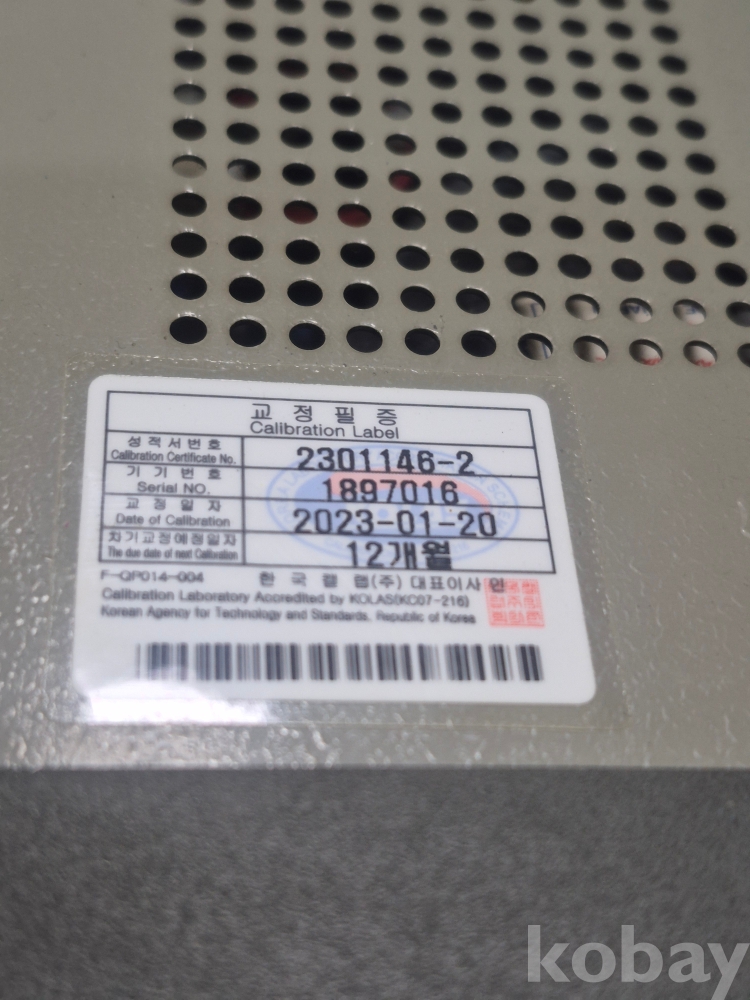 교정필증
Calibration Label
성적서번호
Calibration Certificate No.
2301146-2
기기번호
Serial NO.
1897016
교정일자
Date of Calibration
2023-01-20
차기교정예정일자
The due date of next Calibration
12개월
F-QP014-004 한국캘랩(주) 대표이사 인
Calibration Laboratory Accredited by KOLAS(KC07-216)
Korean Agency for Technology and Standards, Republic of Korea
kobay